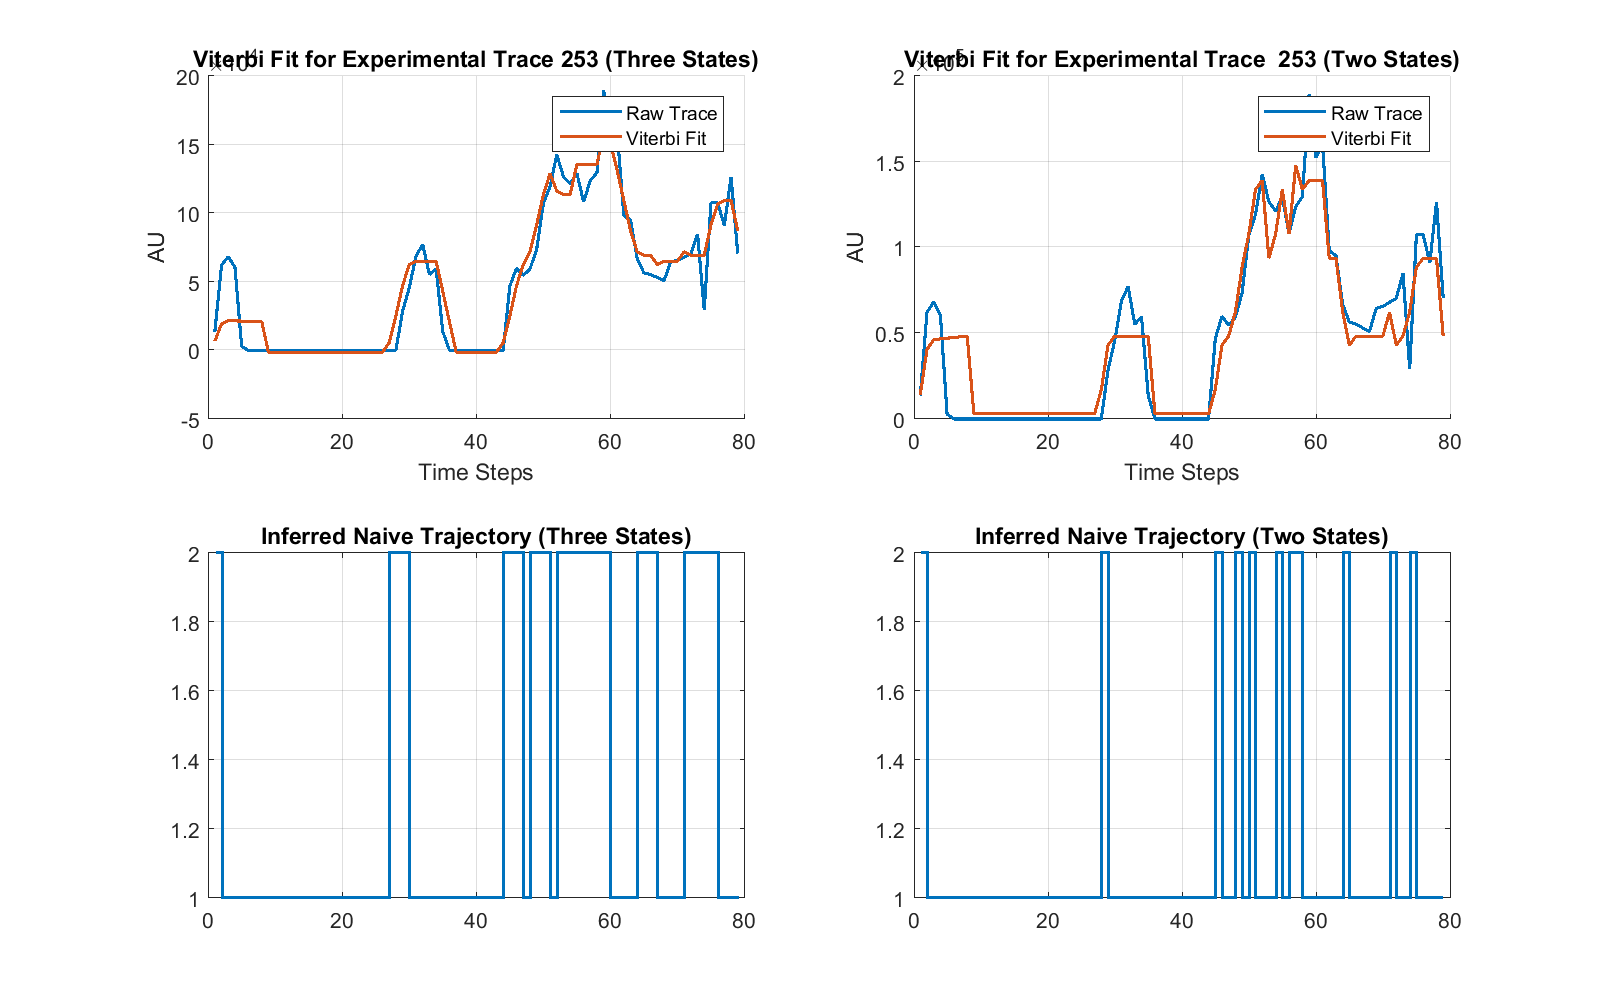 Viterbi Fit for Experimental Trace 253 (Three States)
20
15
10
5
0
-5
AU
Raw Trace
Viterbi Fit
0 20 40 60 80
Time Steps
Viterbi Fit for Experimental Trace 253 (Two States)
2
1.5
1
0.5
0
AU
Raw Trace
Viterbi Fit
0 20 40 60 80
Time Steps
Inferred Naive Trajectory (Three States)
2
1.8
1.6
1.4
1.2
1
0 20 40 60 80
Inferred Naive Trajectory (Two States)
2
1.8
1.6
1.4
1.2
1
0 20 40 60 80